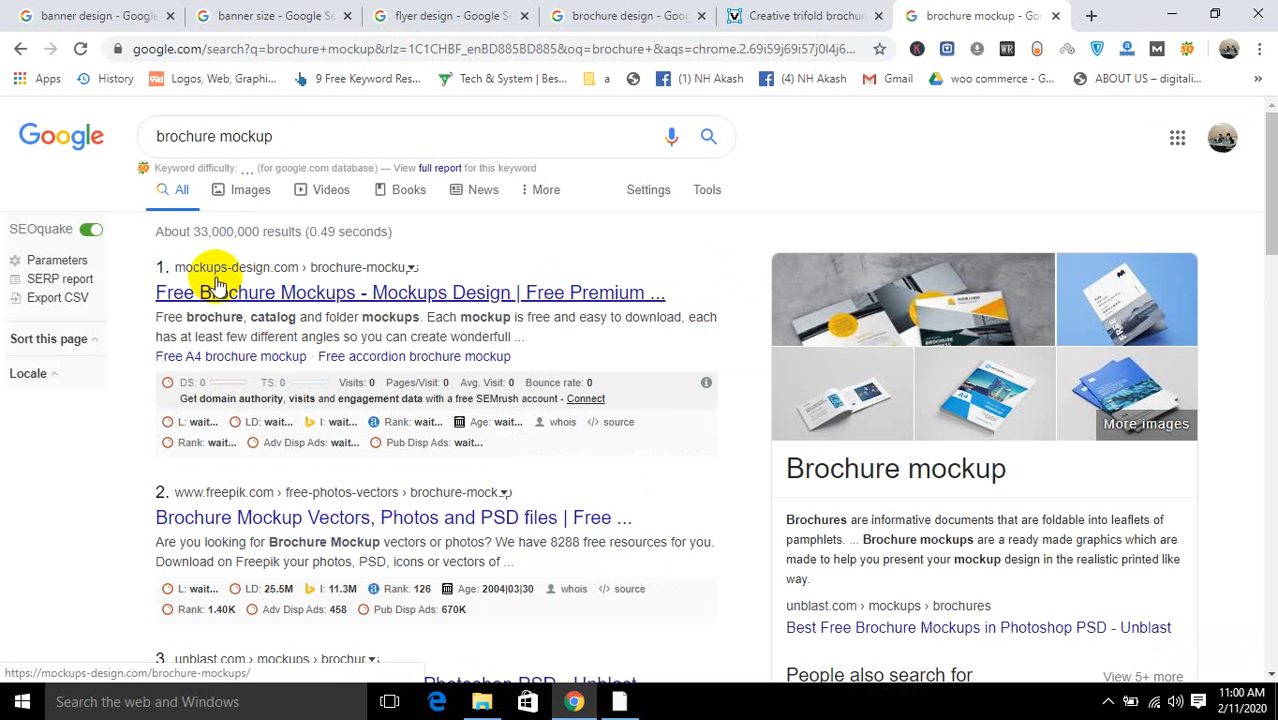 banner design - Google
banner size - Google Se
flyer design - Google Se
brochure design - Goog
Creative trifold brochur
brochure mockup - Goo
google.com/search?q=brochure+mockup&rlz=1C1CHBF_enBD885BD885&oq=brochure+&aqs=chrome.2.69i59j69i57j0l4j6...
Apps
History
Logos, Web, Graphi...
9 Free Keyword Res...
Tech & System | Bes...
a
(1) NH Akash
(4) NH Akash
Gmail
woo commerce - G...
ABOUT US – digitali...
»
Google
brochure mockup
Keyword difficulty: ... (for google.com database) — View full report for this keyword
All
Images
Videos
Books
News
More
Settings
Tools
SEOquake
Parameters
SERP report
Export CSV
Sort this page
Locale
About 33,000,000 results (0.49 seconds)
1. mockups-design.com › brochure-mocku
Free Brochure Mockups - Mockups Design | Free Premium ...
Free brochure, catalog and folder mockups. Each mockup is free and easy to download, each
has at least few different angles so you can create wonderfull ...
Free A4 brochure mockup · Free accordion brochure mockup
DS: 0 TS: 0 Visits: 0 Pages/Visit: 0 Avg. Visit: 0 Bounce rate: 0
Get domain authority, visits and engagement data with a free SEMrush account - Connect
L: wait... LD: wait... I: wait... Rank: wait... Age: wait... whois source
Rank: wait... Adv Disp Ads: wait... Pub Disp Ads: wait...
2. www.freepik.com › free-photos-vectors › brochure-mock
Brochure Mockup Vectors, Photos and PSD files | Free ...
Are you looking for Brochure Mockup vectors or photos? We have 8288 free resources for you.
Download on Freepik your photos, PSD, icons or vectors of ...
L: wait... LD: 25.5M I: 11.3M Rank: 126 Age: 2004|03|30 whois source
Rank: 1.40K Adv Disp Ads: 458 Pub Disp Ads: 670K
3. unblast.com › mockups › brochur
Photoshop PSD - Unblast
More images
Brochure mockup
Brochures are informative documents that are foldable into leaflets of
pamphlets. ... Brochure mockups are a ready made graphics which are
made to help you present your mockup design in the realistic printed like
way.
unblast.com › mockups › brochures
Best Free Brochure Mockups in Photoshop PSD - Unblast
People also search for
View 5+ more
https://mockups-design.com/brochure-mockups/
Search the web and Windows
11:00 AM
2/11/2020